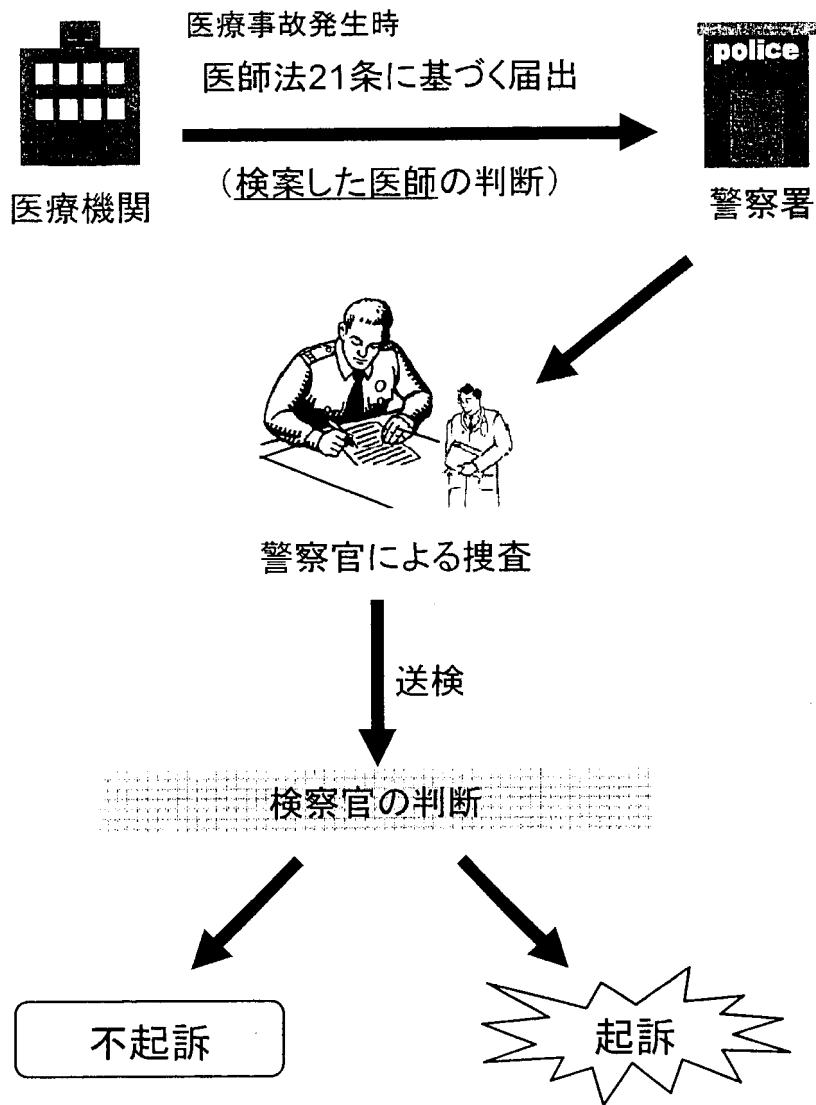 医療事故発生時
医師法21条に基づく届出
police
（検案した医師の判断）
医療機関
警察署
警察官による捜査
送検
検察官の判断
不起訴
起訴